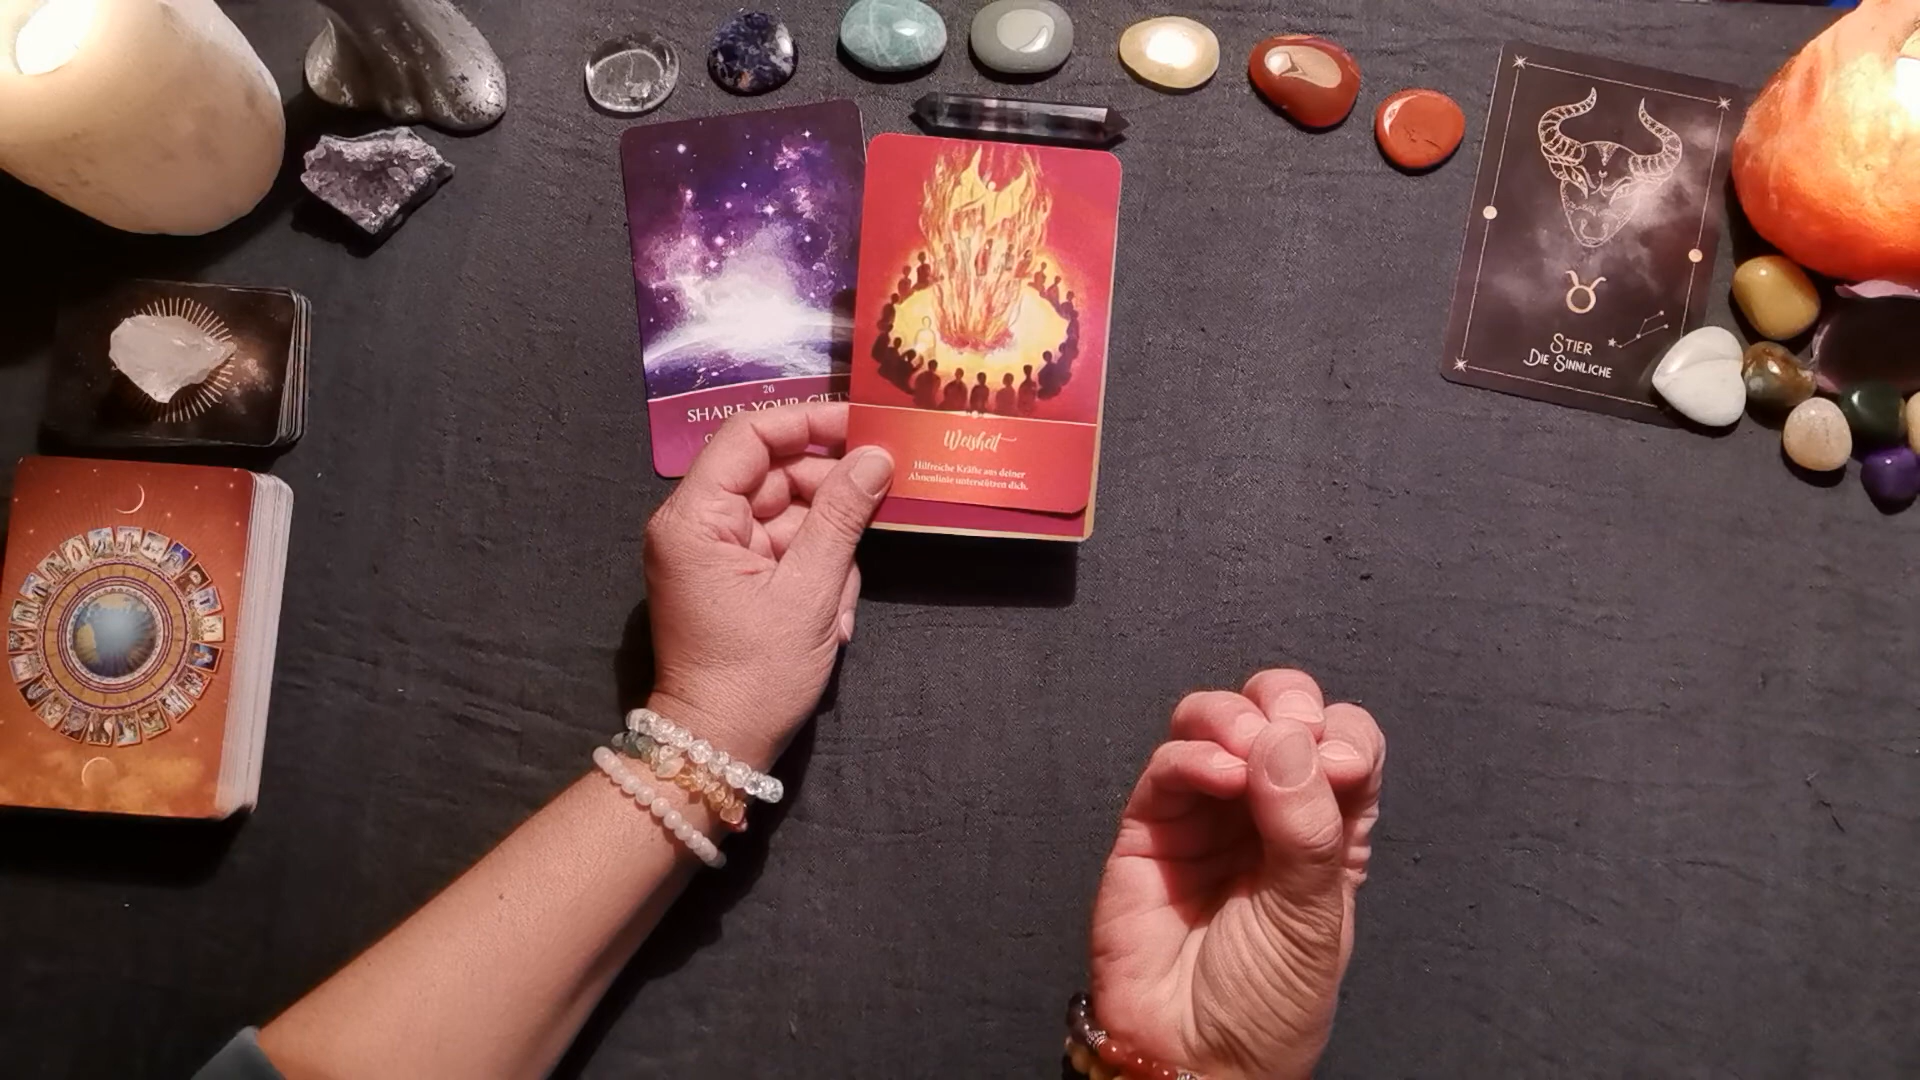 26
SHARE YOUR GIFT
Weisheit
Hilfreiche Kräfte aus deiner
Ahnenlinie unterstützen dich.
STIER
DIE SINNLICHE